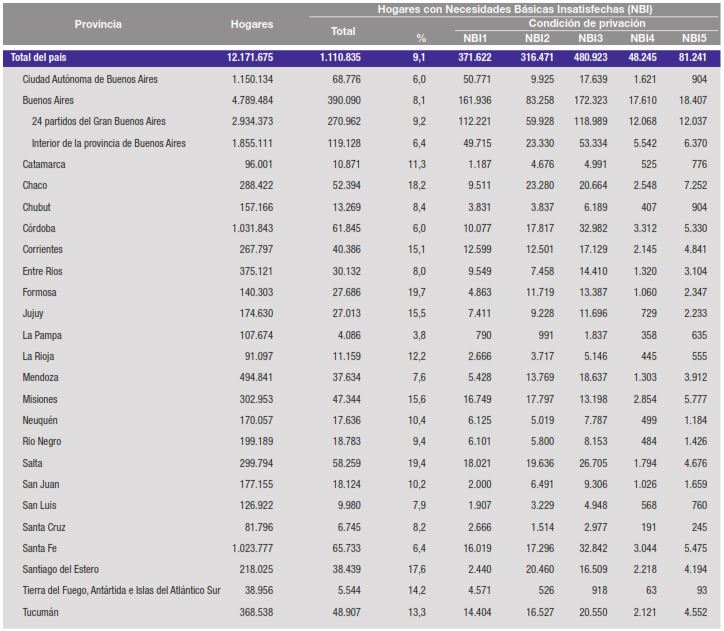 Hogares con Necesidades Básicas Insatisfechas (NBI)
Provincia Hogares Total % Condición de privación
NBI1 NBI2 NBI3 NBI4 NBI5
Total del país 12.171.675 1.110.835 9,1 371.622 316.471 480.923 48.245 81.241
Ciudad Autónoma de Buenos Aires 1.150.134 68.776 6,0 50.771 9.925 17.639 1.621 904
Buenos Aires 4.789.484 390.090 8,1 161.936 83.258 172.323 17.610 18.407
24 partidos del Gran Buenos Aires 2.934.373 270.962 9,2 112.221 59.928 118.989 12.068 12.037
Interior de la provincia de Buenos Aires 1.855.111 119.128 6,4 49.715 23.330 53.334 5.542 6.370
Catamarca 96.001 10.871 11,3 1.187 4.676 4.991 525 776
Chaco 288.422 52.394 18,2 9.511 23.280 20.664 2.548 7.252
Chubut 157.166 13.269 8,4 3.831 3.837 6.189 407 904
Córdoba 1.031.843 61.845 6,0 10.077 17.817 32.982 3.312 5.330
Corrientes 267.797 40.386 15,1 12.599 12.501 17.129 2.145 4.841
Entre Ríos 375.121 30.132 8,0 9.549 7.458 14.410 1.320 3.104
Formosa 140.303 27.686 19,7 4.863 11.719 13.387 1.060 2.347
Jujuy 174.630 27.013 15,5 7.411 9.228 11.696 729 2.233
La Pampa 107.674 4.086 3,8 790 991 1.837 358 635
La Rioja 91.097 11.159 12,2 2.666 3.717 5.146 445 555
Mendoza 494.841 37.634 7,6 5.428 13.769 18.637 1.303 3.912
Misiones 302.953 47.344 15,6 16.749 17.797 13.198 2.854 5.777
Neuquén 170.057 17.636 10,4 6.125 5.019 7.787 499 1.184
Río Negro 199.189 18.783 9,4 6.101 5.800 8.153 484 1.426
Salta 299.794 58.259 19,4 18.021 19.636 26.705 1.794 4.676
San Juan 177.155 18.124 10,2 2.000 6.491 9.306 1.026 1.659
San Luis 126.922 9.980 7,9 1.907 3.229 4.948 568 760
Santa Cruz 81.796 6.745 8,2 2.666 1.514 2.977 191 245
Santa Fe 1.023.777 65.733 6,4 16.019 17.296 32.842 3.044 5.475
Santiago del Estero 218.025 38.439 17,6 2.440 20.460 16.509 2.218 4.194
Tierra del Fuego, Antártida e Islas del Atlántico Sur 38.956 5.544 14,2 4.571 526 918 63 93
Tucumán 368.538 48.907 13,3 14.404 16.527 20.550 2.121 4.552